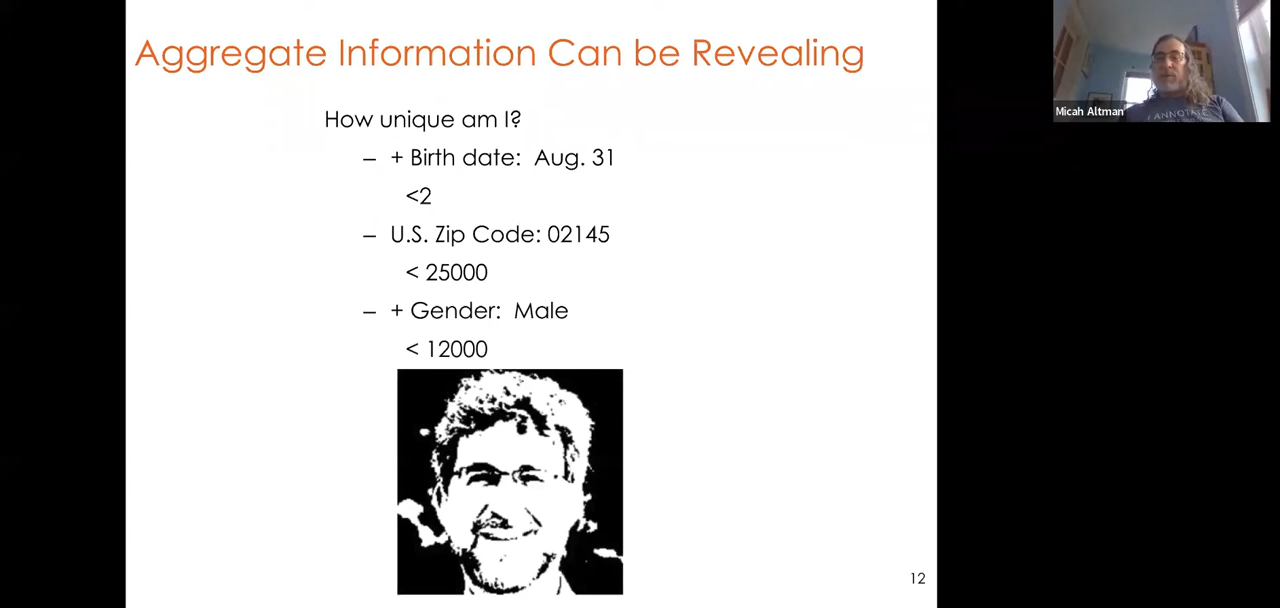 Aggregate Information Can be Revealing
How unique am I?
– + Birth date: Aug. 31
<2
– U.S. Zip Code: 02145
< 25000
– + Gender: Male
< 12000
12
Micah Altman
I ANNOTATE